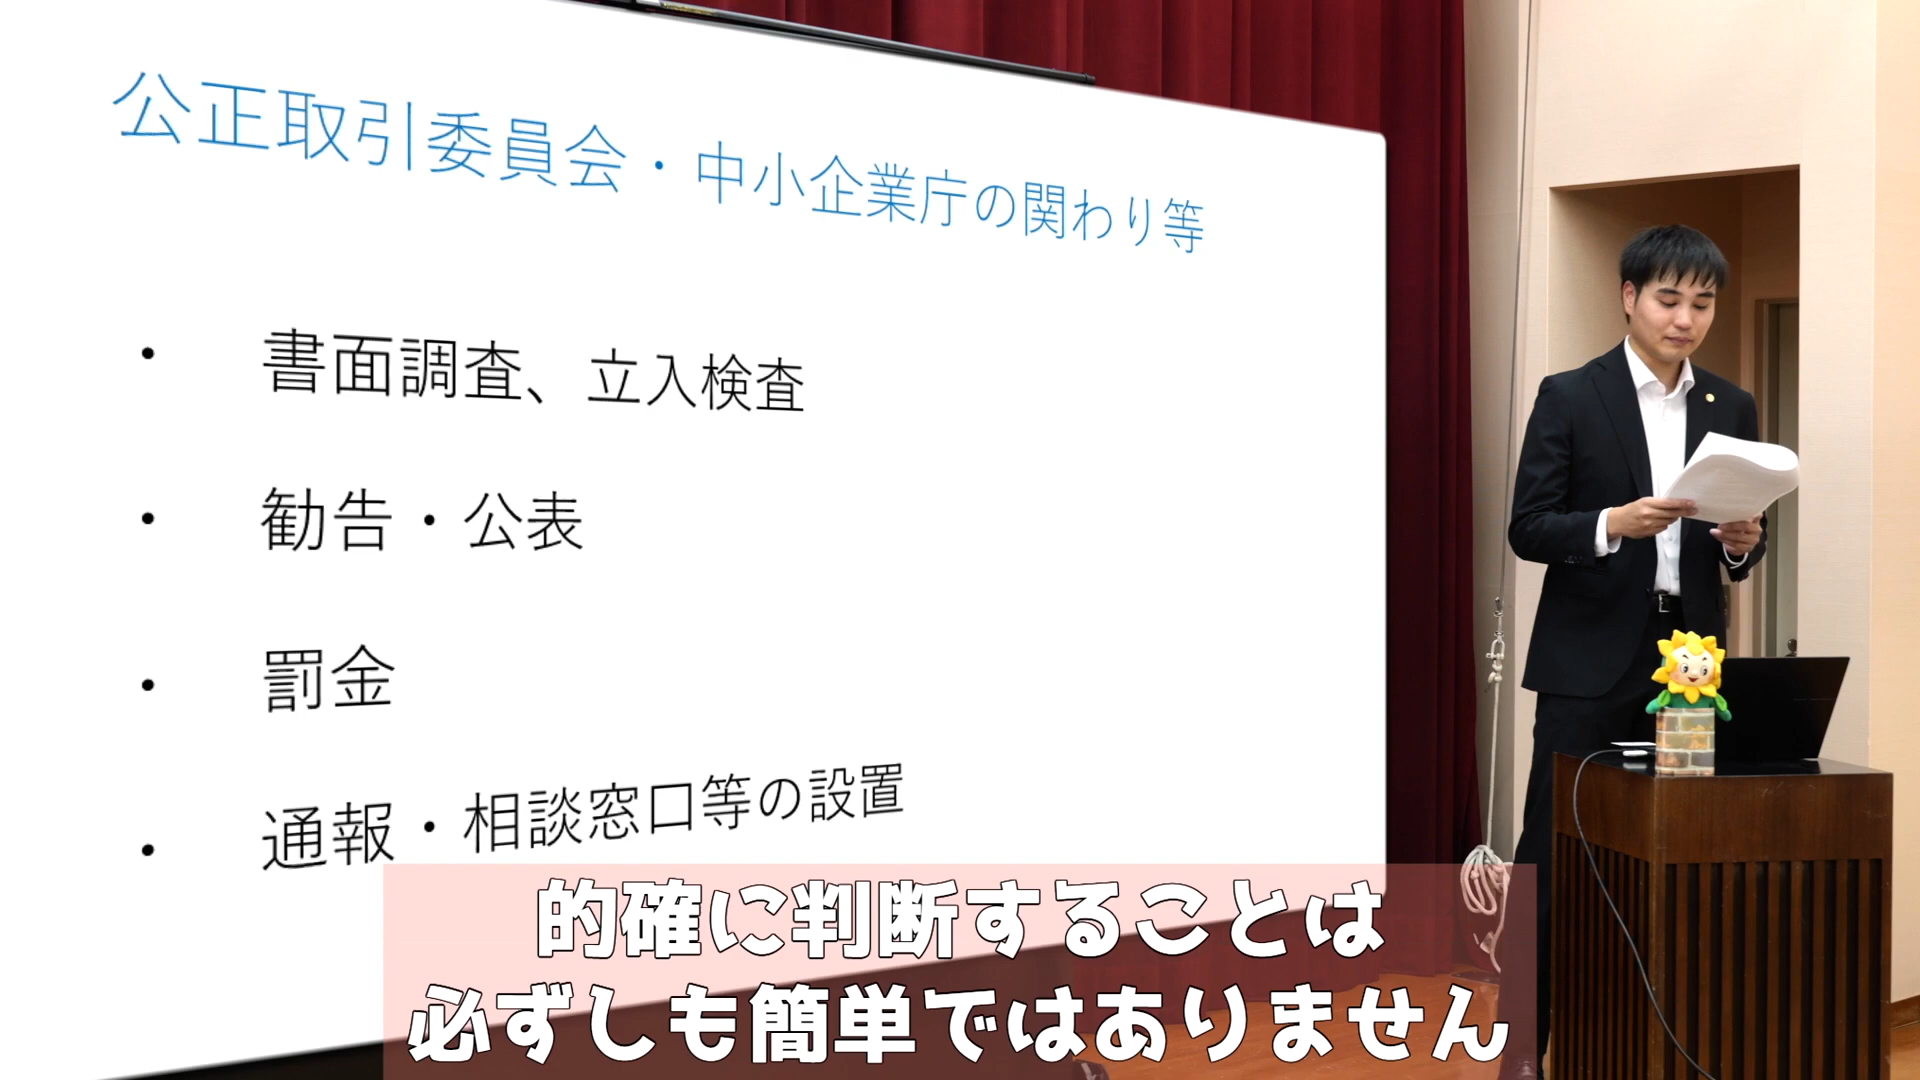 公正取引委員会・中小企業庁の関わり等
• 書面調査、立入検査
• 勧告・公表
• 罰金
• 通報・相談窓口等の設置
的確に判断することは
必ずしも簡単ではありません